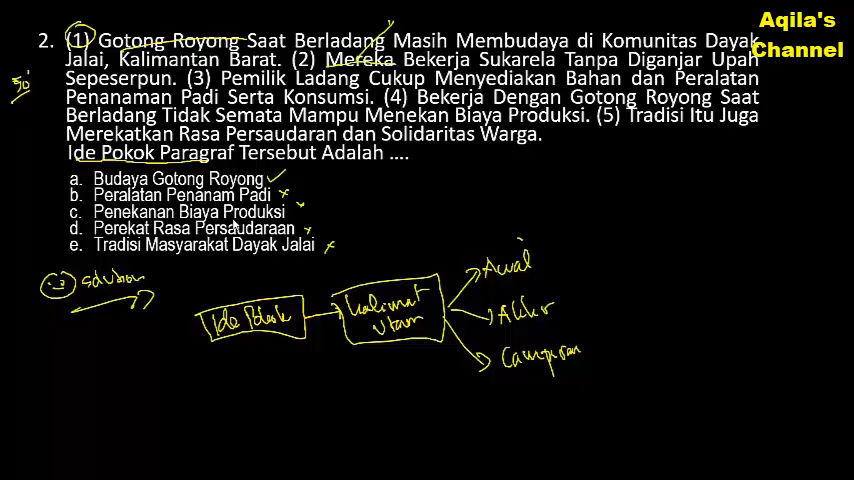 Aqila's
Channel
2. (1) Gotong Royong Saat Berladang Masih Membudaya di Komunitas Dayak
Jalai, Kalimantan Barat. (2) Mereka Bekerja Sukarela Tanpa Diganjar Upah
Sepeserpun. (3) Pemilik Ladang Cukup Menyediakan Bahan dan Peralatan
Penanaman Padi Serta Konsumsi. (4) Bekerja Dengan Gotong Royong Saat
Berladang Tidak Semata Mampu Menekan Biaya Produksi. (5) Tradisi Itu Juga
Merekatkan Rasa Persaudaran dan Solidaritas Warga.
Ide Pokok Paragraf Tersebut Adalah ....
a. Budaya Gotong Royong
b. Peralatan Penanam Padi
c. Penekanan Biaya Produksi
d. Perekat Rasa Persaudaraan
e. Tradisi Masyarakat Dayak Jalai
solution
Ide Pokok
Kalimat
Utama
Awal
Akhir
Campuran